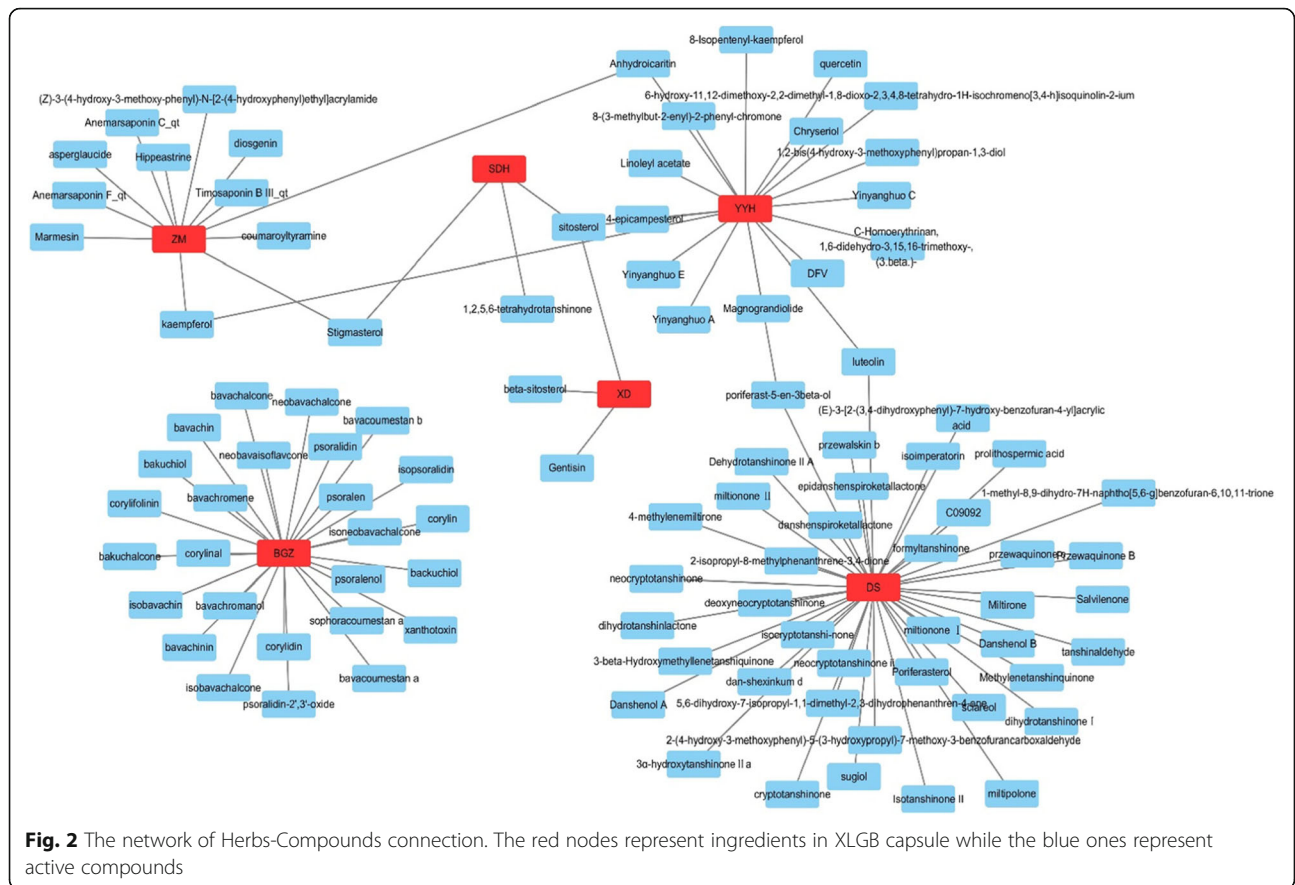 8-Isopentenyl-kaempferol
Anhydroicaritin
quercetin
(Z)-3-(4-hydroxy-3-methoxy-phenyl)-N-[2-(4-hydroxyphenyl)ethyl]acrylamide
6-hydroxy-11,12-dimethoxy-2,2-dimethyl-1,8-dioxo-2,3,4,8-tetrahydro-1H-isochromeno[3,4-h]isoquinolin-2-ium
Anemarsaponin C_qt
8-(3-methylbut-2-enyl)-2-phenyl-chromone
Chryseriol
diosgenin
asperglaucide
Hippeastrine
1,2-bis(4-hydroxy-3-methoxyphenyl)propan-1,3-diol
Linoleyl acetate
SDH
Anemarsaponin F_qt
Timosaponin B III_qt
Yinyanghuo C
YYH
4-epicampesterol
sitosterol
Marmesin
ZM
coumaroyltyramine
C-Homoerythrinan,
1,6-didehydro-3,15,16-trimethoxy-,
(3.beta.)-
Yinyanghuo E
DFV
1,2,5,6-tetrahydrotanshinone
Magnograndiolide
Yinyanghuo A
kaempferol
Stigmasterol
luteolin
beta-sitosterol
XD
poriferast-5-en-3beta-ol
Gentisin
bavachalcone
neobavachalcone
bavacoumestan b
bavachin
neobavaisoflavcone
psoralidin
bakuchiol
isopsoralidin
bavachromene
psoralen
corylifolinin
isoneobavachalcone
corylin
bakuchalcone
corylinal
BGZ
backuchiol
psoralenol
isobavachin
bavachromanol
sophoracoumestan a
xanthotoxin
bavachinin
corylidin
bavacoumestan a
isobavachalcone
psoralidin-2',3'-oxide
(E)-3-[2-(3,4-dihydroxyphenyl)-7-hydroxy-benzofuran-4-yl]acrylic
acid
przewalskin b
isoimperatorin
prolithospermic acid
Dehydrotanshinone II A
epidanshenspiroketallactone
1-methyl-8,9-dihydro-7H-naphtho[5,6-g]benzofuran-6,10,11-trione
miltionone Ⅱ
C09092
4-methylenemiltirone
danshenspiroketallactone
formyltanshinone
2-isopropyl-8-methylphenanthrene-3,4-dione
przewaquinone
Przewaquinone B
neocryptotanshinone
DS
deoxyneocryptotanshinone
Miltirone
Salvilenone
dihydrotanshinlactone
isocryptotanshi-none
miltionone Ⅰ
Danshenol B
tanshinaldehyde
3-beta-Hydroxymethyllenetanshiquinone
neocryptotanshinone ii
Poriferasterol
Methylenetanshinquinone
dan-shexinkum d
Danshenol A
5,6-dihydroxy-7-isopropyl-1,1-dimethyl-2,3-dihydrophenanthren-4-one
sclareol
dihydrotanshinone Ⅰ
2-(4-hydroxy-3-methoxyphenyl)-5-(3-hydroxypropyl)-7-methoxy-3-benzofurancarboxaldehyde
3α-hydroxytanshinone II a
sugiol
cryptotanshinone
Isotanshinone II
miltipolone
Fig. 2 The network of Herbs-Compounds connection. The red nodes represent ingredients in XLGB capsule while the blue ones represent
active compounds